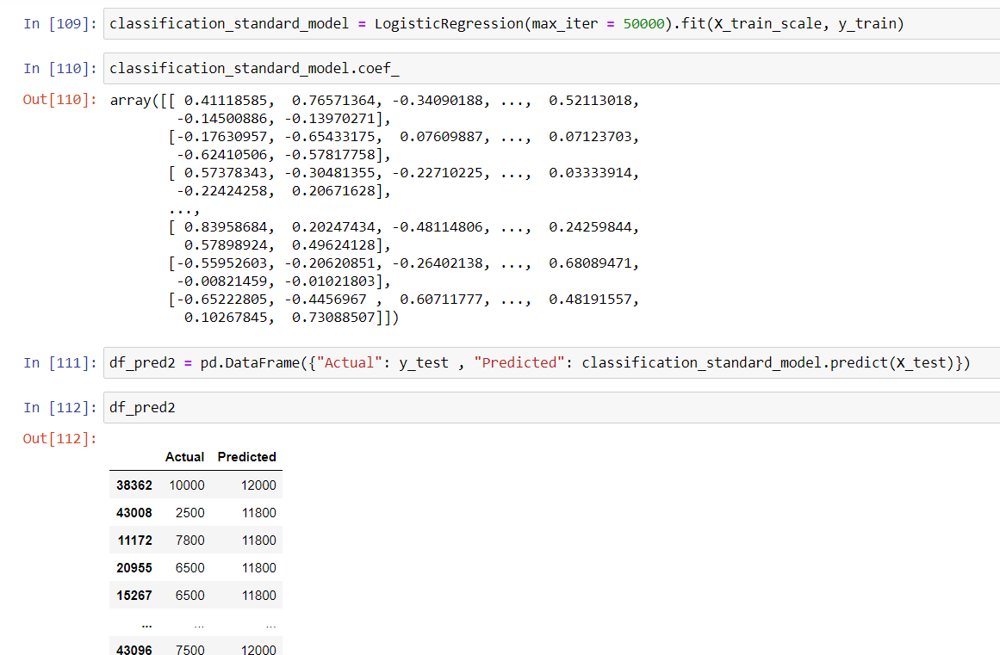 In [109]: classification_standard_model = LogisticRegression(max_iter = 50000).fit(X_train_scale, y_train)
In [110]: classification_standard_model.coef_
Out[110]: array([[ 0.41118585,  0.76571364, -0.34090188, ...,  0.52113018,
-0.14500886, -0.13970271],
[-0.17630957, -0.65433175,  0.07609887, ...,  0.07123703,
-0.62410506, -0.57817758],
[ 0.57378343, -0.30481355, -0.22710225, ...,  0.03333914,
-0.22424258,  0.20671628],
...,
[ 0.83958684,  0.20247434, -0.48114806, ...,  0.24259844,
0.57898924,  0.49624128],
[-0.55952603, -0.20620851, -0.26402138, ...,  0.68089471,
-0.00821459, -0.01021803],
[-0.65222805, -0.4456967 ,  0.60711777, ...,  0.48191557,
0.10267845,  0.73088507]])
In [111]: df_pred2 = pd.DataFrame({"Actual": y_test , "Predicted": classification_standard_model.predict(X_test)})
In [112]: df_pred2
Out[112]:
Actual Predicted
38362 10000 12000
43008 2500 11800
11172 7800 11800
20955 6500 11800
15267 6500 11800
... ... ...
43096 7500 12000